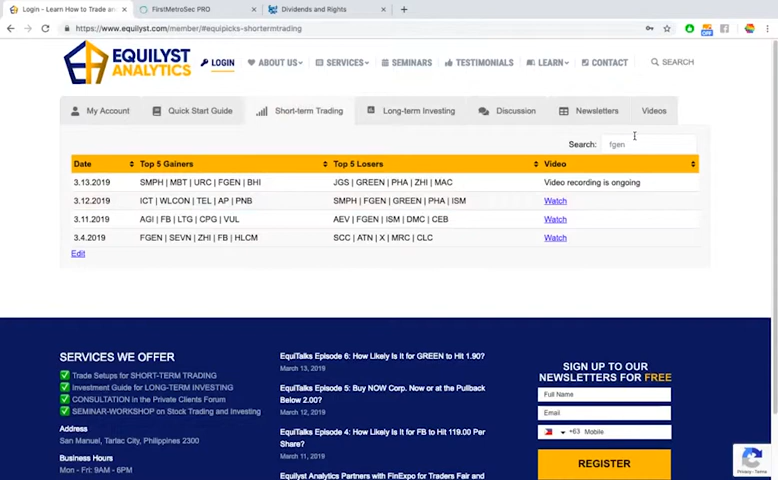 Login - Learn How to Trade an
FirstMetroSec PRO
Dividends and Rights
https://www.equilyst.com/member/#equipicks-shortermtrading
OFF
EQUILYST
ANALYTICS
LOGIN
ABOUT US
SERVICES
SEMINARS
TESTIMONIALS
LEARN
CONTACT
SEARCH
My Account
Quick Start Guide
Short-term Trading
Long-term Investing
Discussion
Newsletters
Videos
Search: fgen
Date Top 5 Gainers Top 5 Losers Video
3.13.2019 SMPH | MBT | URC | FGEN | BHI JGS | GREEN | PHA | ZHI | MAC Video recording is ongoing
3.12.2019 ICT | WLCON | TEL | AP | PNB SMPH | FGEN | GREEN | PHA | ISM Watch
3.11.2019 AGI | FB | LTG | CPG | VUL AEV | FGEN | ISM | DMC | CEB Watch
3.4.2019 FGEN | SEVN | ZHI | FB | HLCM SCC | ATN | X | MRC | CLC Watch
Edit
SERVICES WE OFFER
Trade Setups for SHORT-TERM TRADING
Investment Guide for LONG-TERM INVESTING
CONSULTATION in the Private Clients Forum
SEMINAR-WORKSHOP on Stock Trading and Investing
Address
San Manuel, Tarlac City, Philippines 2300
Business Hours
Mon - Fri: 9AM - 6PM
EquiTalks Episode 6: How Likely Is It for GREEN to Hit 1.90?
March 13, 2019
EquiTalks Episode 5: Buy NOW Corp. Now or at the Pullback
Below 2.00?
March 12, 2019
EquiTalks Episode 4: How Likely Is It for FB to Hit 119.00 Per
Share?
March 11, 2019
Equilyst Analytics Partners with FinExpo for Traders Fair and
SIGN UP TO OUR
NEWSLETTERS FOR FREE
Full Name
Email
+63 Mobile
REGISTER
Privacy - Terms